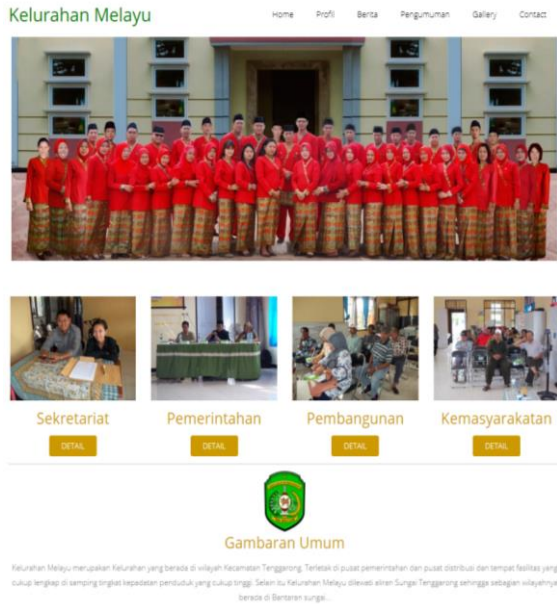 Kelurahan Melayu
Home Profil Berita Pengumuman Gallery Contact
Sekretariat Pemerintahan Pembangunan Kemasyarakatan
DETAIL DETAIL DETAIL DETAIL
Gambaran Umum
Kelurahan Melayu merupakan Kelurahan yang berada di wilayah Kecamatan Tenggarong. Terletak di pusat pemerintahan dan pusat distribusi dan tempat fasilitas yang
cukup lengkap di samping tingkat kepadatan penduduk yang cukup tinggi. Selain itu Kelurahan Melayu dilewati aliran Sungai Tenggarong sehingga sebagian wilayahnya
berada di Bantaran sungai...